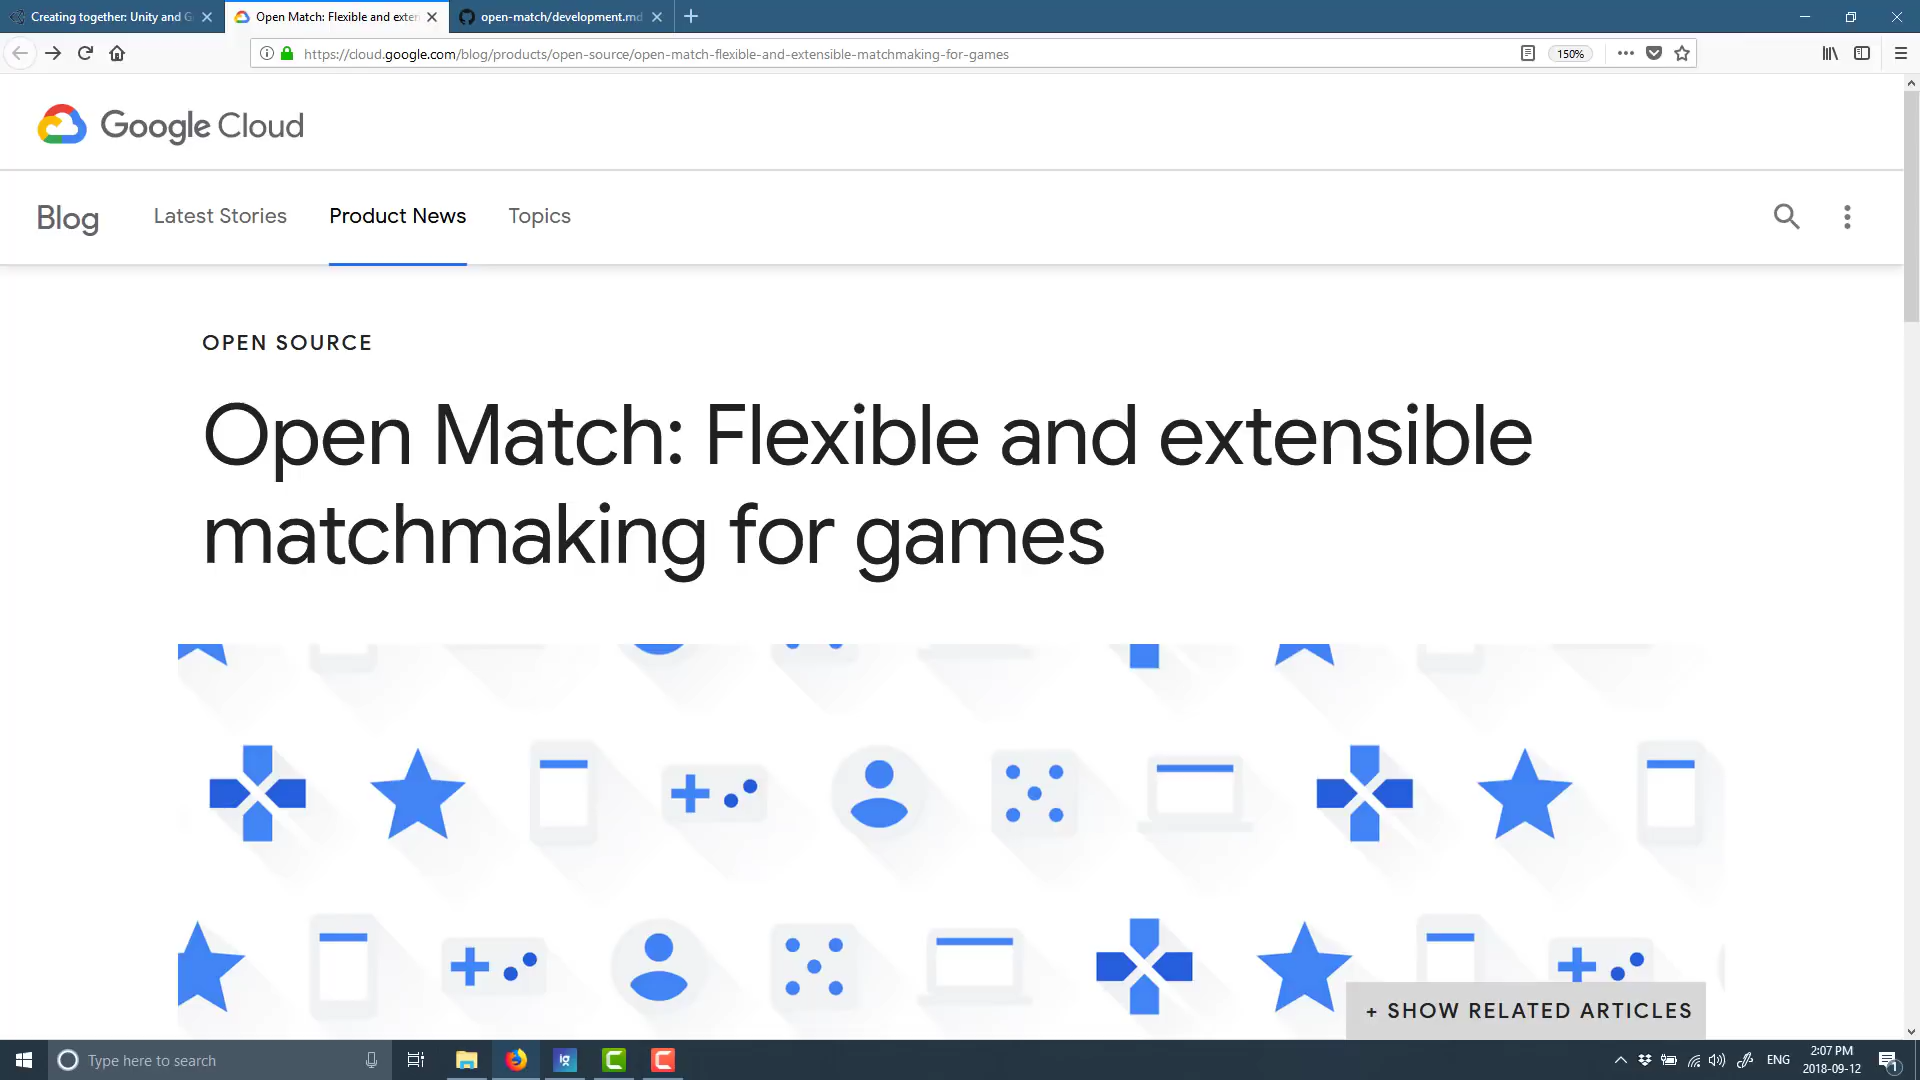 Creating together: Unity and G
Open Match: Flexible and exten
open-match/development.md
https://cloud.google.com/blog/products/open-source/open-match-flexible-and-extensible-matchmaking-for-games
150%
Google Cloud
Blog
Latest Stories
Product News
Topics
OPEN SOURCE
Open Match: Flexible and extensible
matchmaking for games
+ SHOW RELATED ARTICLES
Type here to search
ig
ENG
2:07 PM
2018-09-12
1